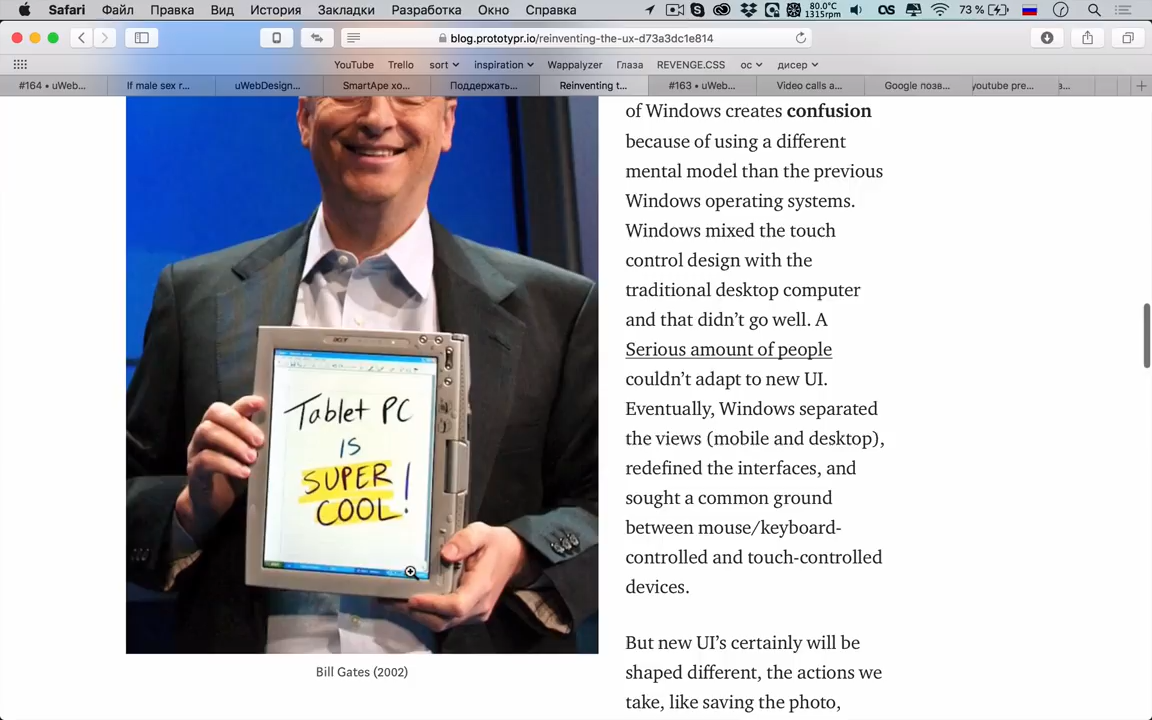 Safari Файл Правка Вид История Закладки Разработка Окно Справка 80.0°C 1315rpm OS 73 %
blog.prototypr.io/reinventing-the-ux-d73a3dc1e814
YouTube Trello sort inspiration Wappalyzer Глаза REVENGE.CSS ос дисер
#164 • uWeb... If male sex r... uWebDesign... SmartApe хо... Поддержать... Reinventing t... #163 • uWeb... Video calls a... Google позв... youtube pre... в...
of Windows creates confusion
because of using a different
mental model than the previous
Windows operating systems.
Windows mixed the touch
control design with the
traditional desktop computer
and that didn’t go well. A
Serious amount of people
couldn’t adapt to new UI.
Eventually, Windows separated
the views (mobile and desktop),
redefined the interfaces, and
sought a common ground
between mouse/keyboard-
controlled and touch-controlled
devices.
But new UI’s certainly will be
shaped different, the actions we
take, like saving the photo,
acer
Tablet PC
IS
SUPER
COOL!
Bill Gates (2002)